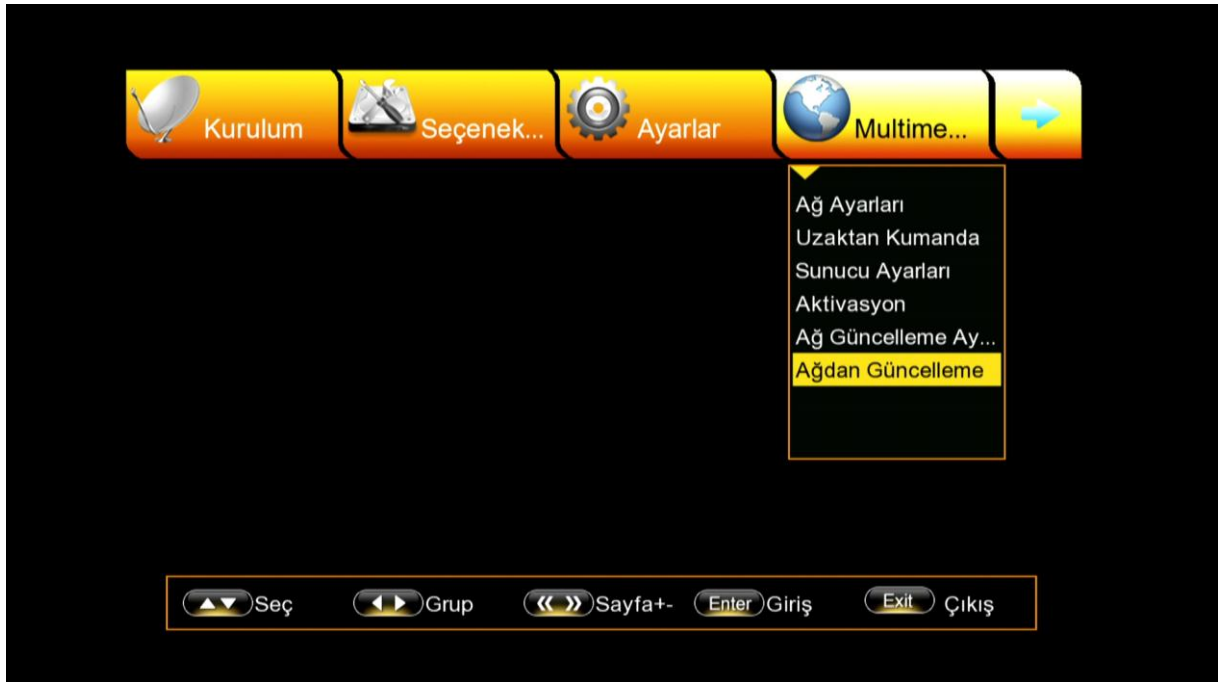 Kurulum
Seçenek...
Ayarlar
Multime...
Ağ Ayarları
Uzaktan Kumanda
Sunucu Ayarları
Aktivasyon
Ağ Güncelleme Ay...
Ağdan Güncelleme
Seç Grup Sayfa+- Enter Giriş Exit Çıkış